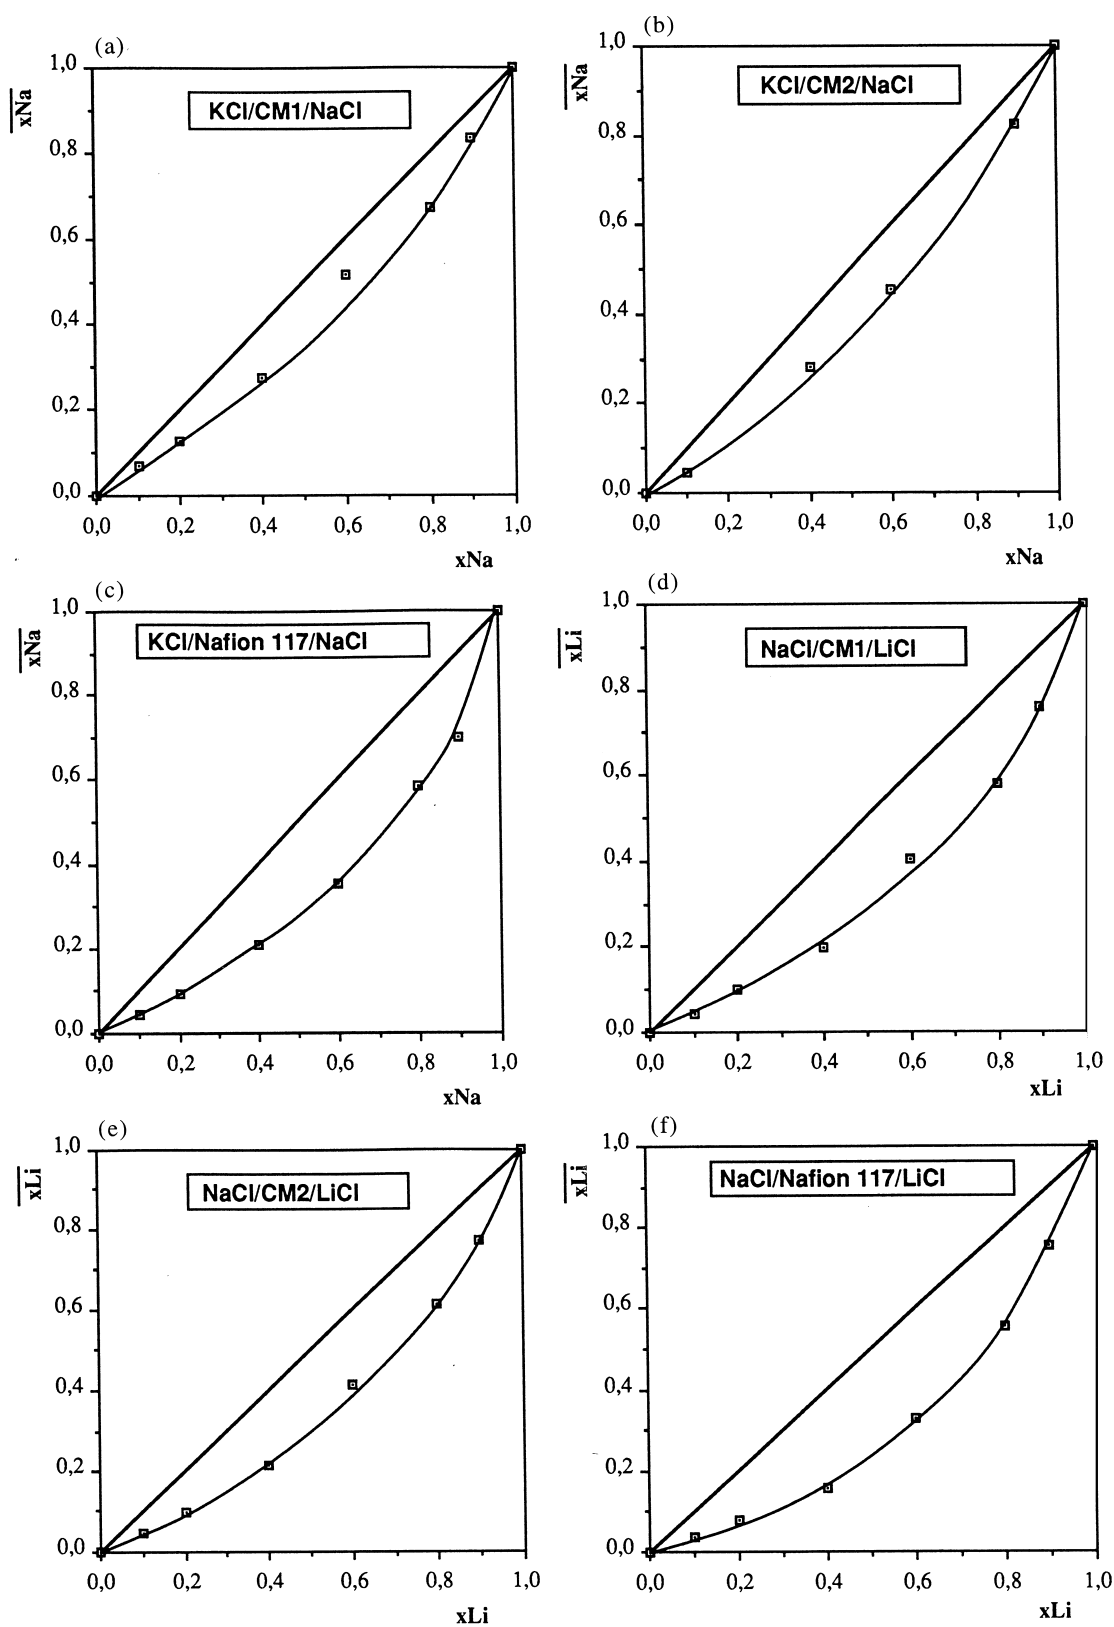 (a)
xNa
KCl/CM1/NaCl
1,0
0,8
0,6
0,4
0,2
0,0
0,0 0,2 0,4 0,6 0,8 1,0
xNa
(b)
xNa
KCl/CM2/NaCl
1,0
0,8
0,6
0,4
0,2
0,0
0,0 0,2 0,4 0,6 0,8 1,0
xNa
(c)
xNa
KCl/Nafion 117/NaCl
1,0
0,8
0,6
0,4
0,2
0,0
0,0 0,2 0,4 0,6 0,8 1,0
xNa
(d)
xLi
NaCl/CM1/LiCl
1,0
0,8
0,6
0,4
0,2
0,0
0,0 0,2 0,4 0,6 0,8 1,0
xLi
(e)
xLi
NaCl/CM2/LiCl
1,0
0,8
0,6
0,4
0,2
0,0
0,0 0,2 0,4 0,6 0,8 1,0
xLi
(f)
xLi
NaCl/Nafion 117/LiCl
1,0
0,8
0,6
0,4
0,2
0,0
0,0 0,2 0,4 0,6 0,8 1,0
xLi